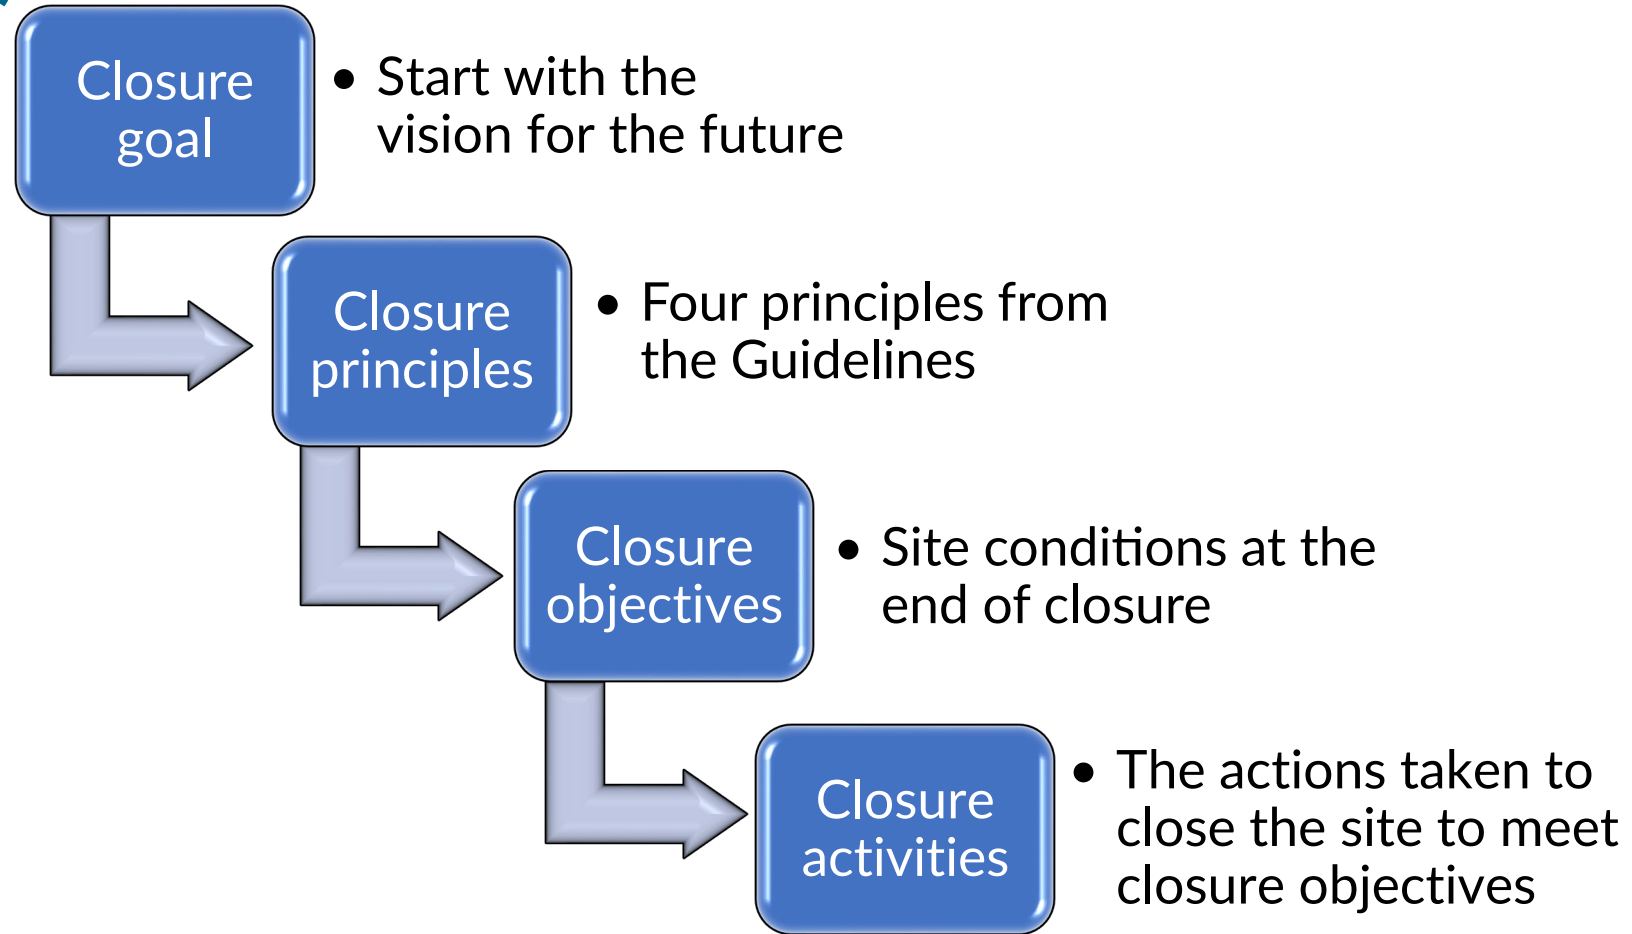 Closure
goal
• Start with the
vision for the future
Closure
principles
• Four principles from
the Guidelines
Closure
objectives
• Site conditions at the
end of closure
Closure
activities
• The actions taken to
close the site to meet
closure objectives